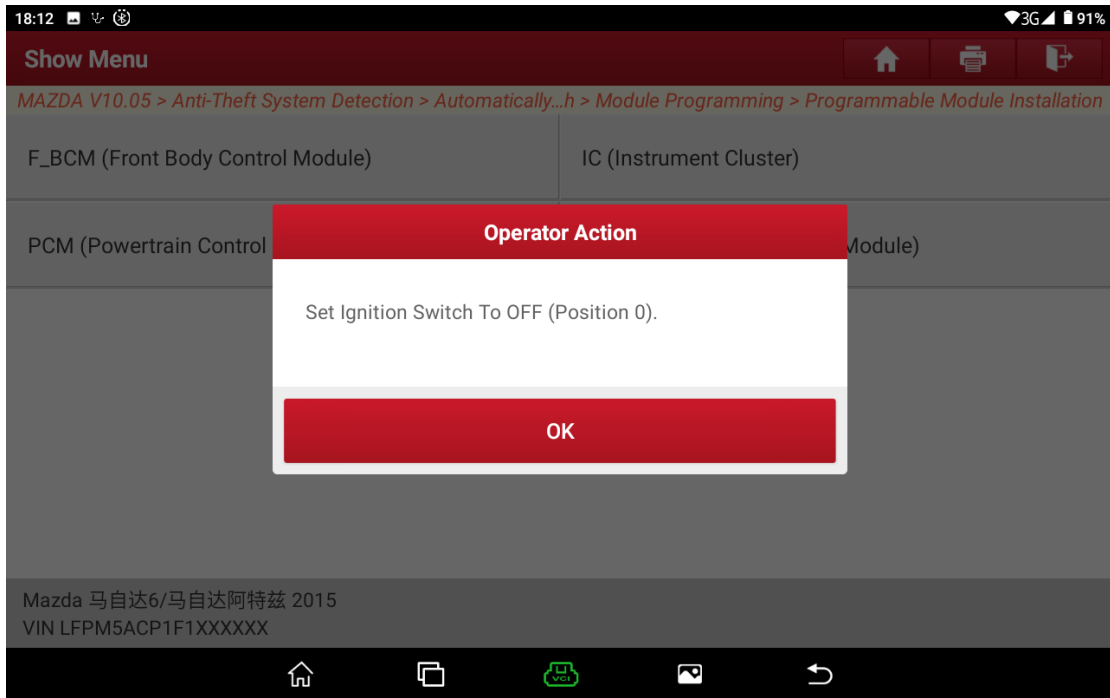 18:12
3G 91%
Show Menu
MAZDA V10.05 > Anti-Theft System Detection > Automatically...h > Module Programming > Programmable Module Installation
F_BCM (Front Body Control Module)
IC (Instrument Cluster)
PCM (Powertrain Control
Module)
Operator Action
Set Ignition Switch To OFF (Position 0).
OK
Mazda 马自达6/马自达阿特兹 2015
VIN LFPM5ACP1F1XXXXXX
VCI